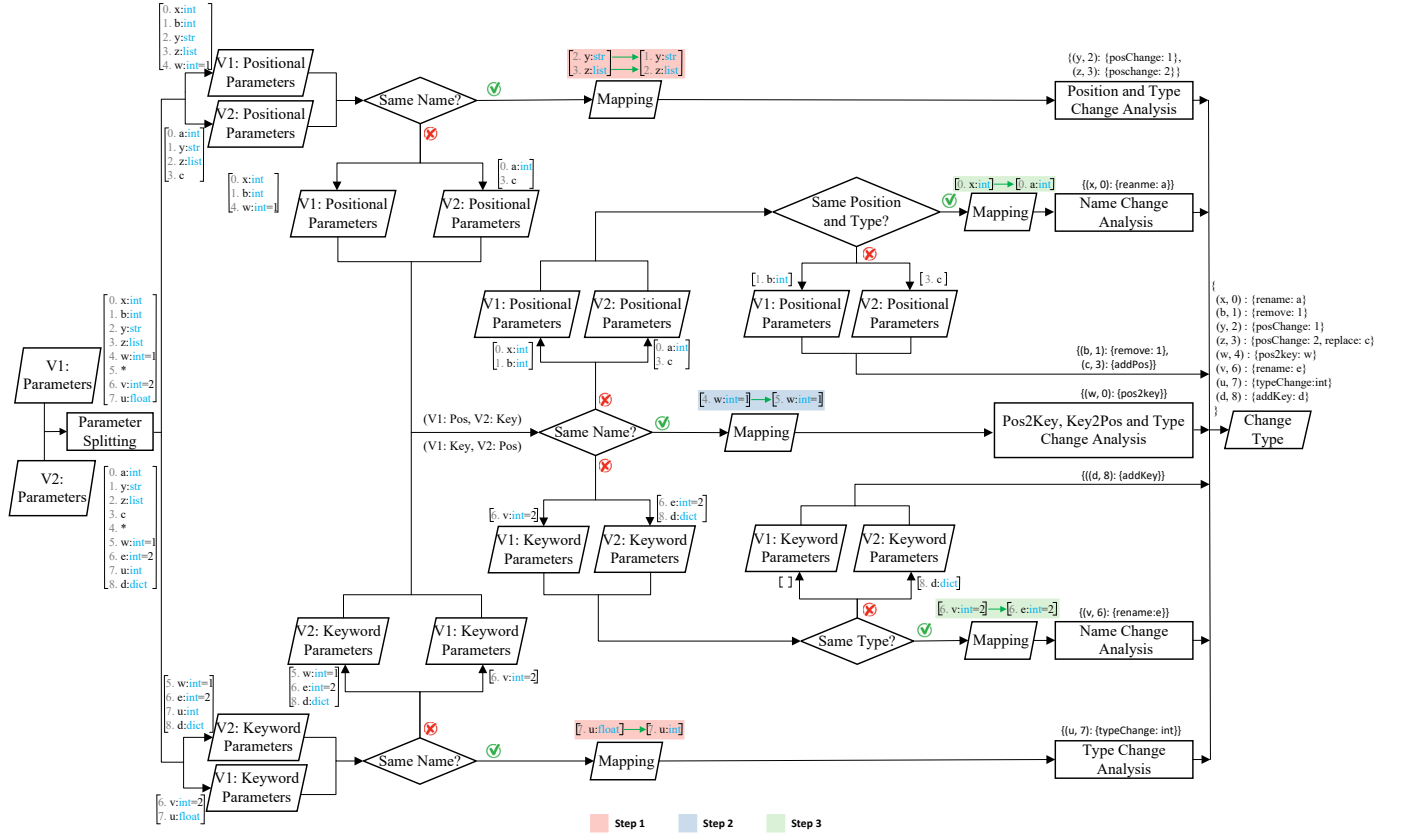 0. x:int
1. b:int
2. y:str
3. z:list
4. w:int=1
V1: Positional
Parameters
V2: Positional
Parameters
0. a:int
1. y:str
2. z:list
3. c
Same Name?
2. y:str
3. z:list
1. y:str
2. z:list
Mapping
{(y, 2): {posChange: 1},
(z, 3): {poschange: 2}}
Position and Type
Change Analysis
0. x:int
1. b:int
4. w:int=1
V1: Positional
Parameters
0. a:int
3. c
V2: Positional
Parameters
Same Position
and Type?
0. x:int
0. a:int
Mapping
{(x, 0): {reanme: a}}
Name Change
Analysis
1. b:int
V1: Positional
Parameters
3. c
V2: Positional
Parameters
V1: Positional
Parameters
V2: Positional
Parameters
0. x:int
1. b:int
0. a:int
3. c
{(b, 1): {remove: 1},
(c, 3): {addPos}}
0. x:int
1. b:int
2. y:str
3. z:list
4. w:int=1
5. *
6. v:int=2
7. u:float
V1:
Parameters
Parameter
Splitting
V2:
Parameters
0. a:int
1. y:str
2. z:list
3. c
4. *
5. w:int=1
6. e:int=2
7. u:int
8. d:dict
(V1: Pos, V2: Key)
(V1: Key, V2: Pos)
Same Name?
4. w:int=1
5. w:int=1
Mapping
{(w, 0): {pos2key}}
Pos2Key, Key2Pos and Type
Change Analysis
{
(x, 0) : {rename: a}
(b, 1) : {remove: 1}
(y, 2) : {posChange: 1}
(z, 3) : {posChange: 2, replace: c}
(w, 4) : {pos2key: w}
(v, 6) : {rename: e}
(u, 7) : {typeChange:int}
(d, 8) : {addKey: d}
}
Change
Type
6. v:int=2
V1: Keyword
Parameters
6. e:int=2
8. d:dict
V2: Keyword
Parameters
{((d, 8): {addKey}}
V1: Keyword
Parameters
V2: Keyword
Parameters
[ ]
8. d:dict
Same Type?
6. v:int=2
6. e:int=2
Mapping
{(v, 6): {rename:e}}
Name Change
Analysis
V2: Keyword
Parameters
V1: Keyword
Parameters
5. w:int=1
6. e:int=2
8. d:dict
6. v:int=2
5. w:int=1
6. e:int=2
7. u:int
8. d:dict
V2: Keyword
Parameters
V1: Keyword
Parameters
6. v:int=2
7. u:float
Same Name?
7. u:float
7. u:int
Mapping
{(u, 7): {typeChange: int}}
Type Change
Analysis
Step 1
Step 2
Step 3